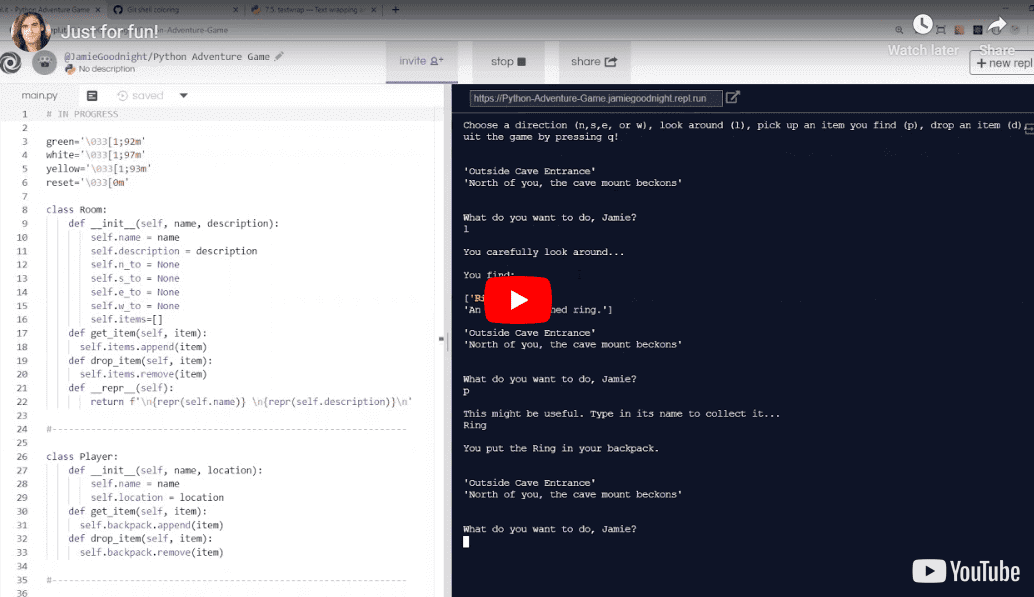 Python Adventure Game
Git shell coloring
7.5. textwrap — Text wrapping
Just for fun!
-Adventure-Game
Watch later
Share
@JamieGoodnight/Python Adventure Game
No description
invite
stop
share
+ new repl
main.py
saved
https://Python-Adventure-Game.jamiegoodnight.repl.run
1 # IN PROGRESS
2
3 green='\033[1;92m'
4 white='\033[1;97m'
5 yellow='\033[1;93m'
6 reset='\033[0m'
7
8 class Room:
9 def __init__(self, name, description):
10 self.name = name
11 self.description = description
12 self.n_to = None
13 self.s_to = None
14 self.e_to = None
15 self.w_to = None
16 self.items=[]
17 def get_item(self, item):
18 self.items.append(item)
19 def drop_item(self, item):
20 self.items.remove(item)
21 def __repr__(self):
22 return f'\n{repr(self.name)} \n{repr(self.description)}\n'
23
24 #----------------------------------------------------------------
25
26 class Player:
27 def __init__(self, name, location):
28 self.name = name
29 self.location = location
30 def get_item(self, item):
31 self.backpack.append(item)
32 def drop_item(self, item):
33 self.backpack.remove(item)
34
35 #----------------------------------------------------------------
36
Choose a direction (n,s,e, or w), look around (l), pick up an item you find (p), drop an item (d),
uit the game by pressing q!
'Outside Cave Entrance'
'North of you, the cave mount beckons'
What do you want to do, Jamie?
l
You carefully look around...
You find:
['Ri
'An ned ring.']
'Outside Cave Entrance'
'North of you, the cave mount beckons'
What do you want to do, Jamie?
p
This might be useful. Type in its name to collect it...
Ring
You put the Ring in your backpack.
'Outside Cave Entrance'
'North of you, the cave mount beckons'
What do you want to do, Jamie?
YouTube